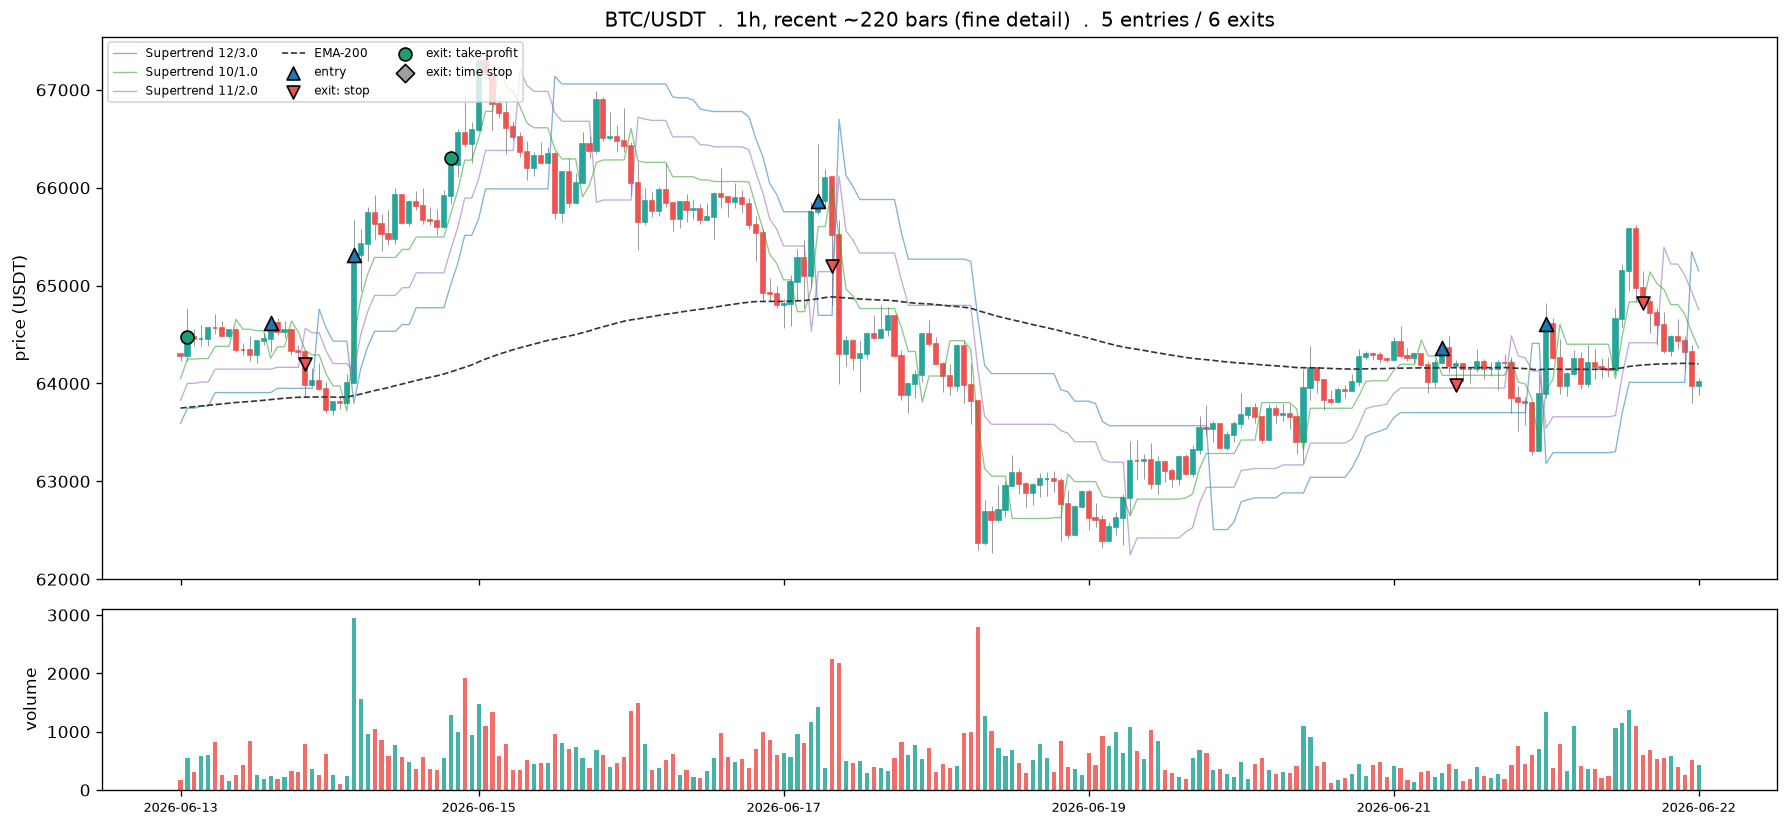 BTC/USDT . 1h, recent ~220 bars (fine detail) . 5 entries / 6 exits
Supertrend 12/3.0
Supertrend 10/1.0
Supertrend 11/2.0
EMA-200
entry
exit: stop
exit: take-profit
exit: time stop
price (USDT)
67000
66000
65000
64000
63000
62000
volume
3000
2000
1000
0
2026-06-13
2026-06-15
2026-06-17
2026-06-19
2026-06-21
2026-06-22